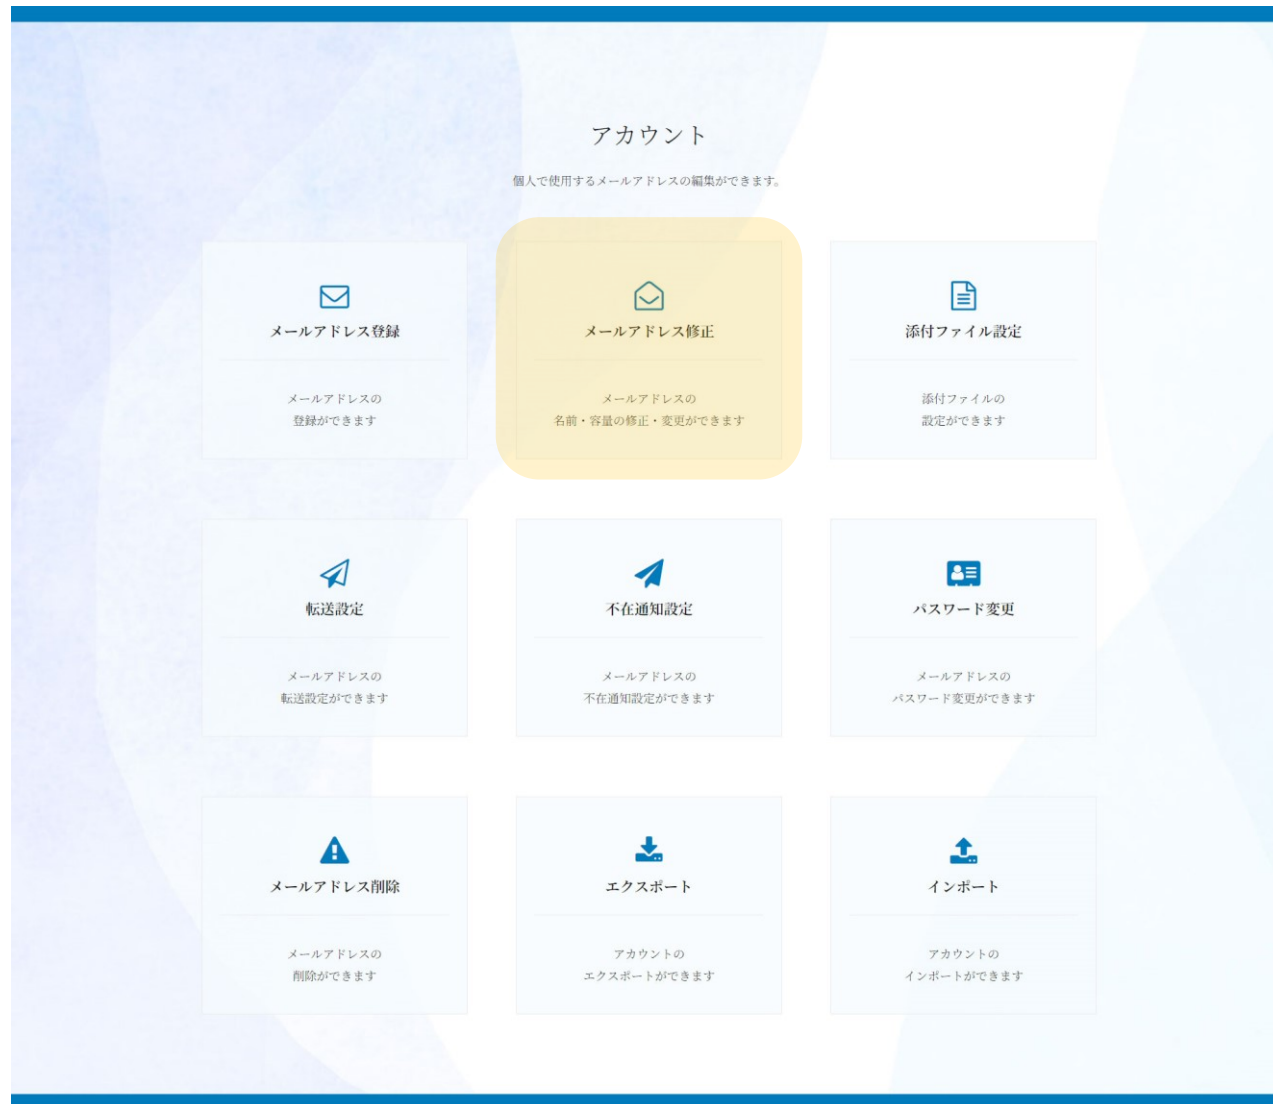 アカウント
個人で使用するメールアドレスの編集ができます。
メールアドレス登録
メールアドレスの
登録ができます
メールアドレス修正
メールアドレスの
名前・容量の修正・変更ができます
添付ファイル設定
添付ファイルの
設定ができます
転送設定
メールアドレスの
転送設定ができます
不在通知設定
メールアドレスの
不在通知設定ができます
パスワード変更
メールアドレスの
パスワード変更ができます
メールアドレス削除
メールアドレスの
削除ができます
エクスポート
アカウントの
エクスポートができます
インポート
アカウントの
インポートができます